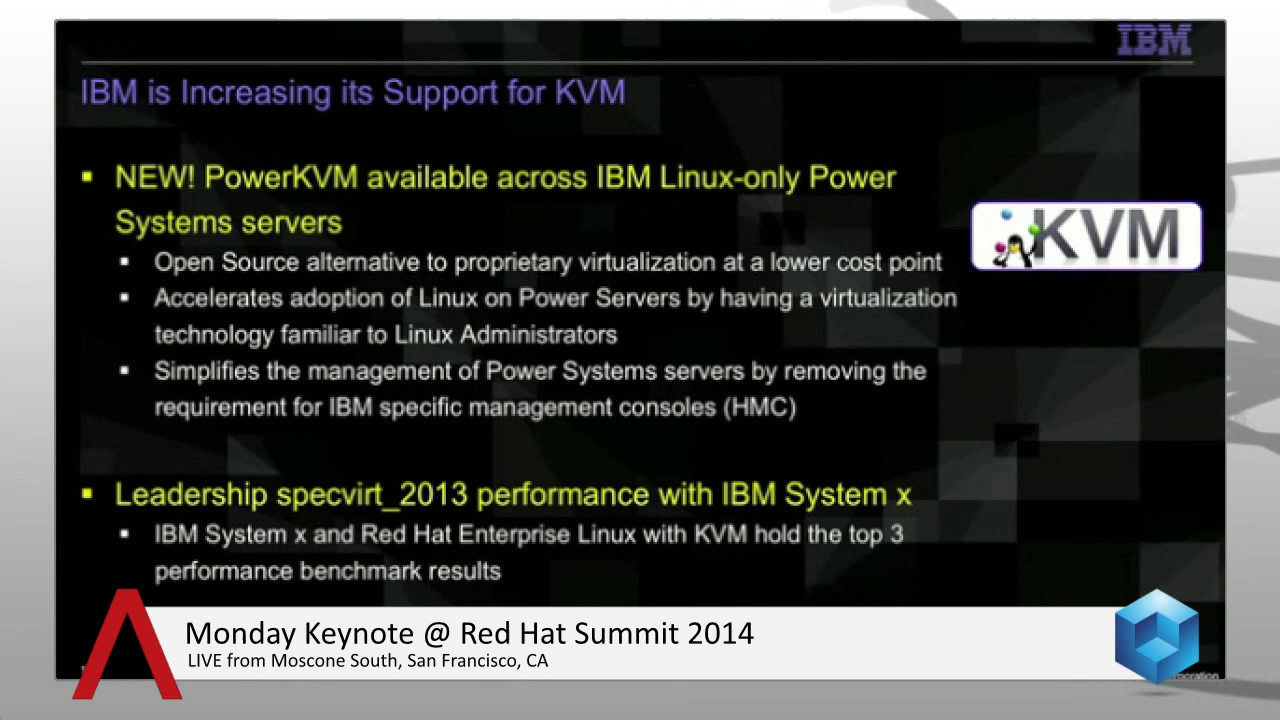 IBM
IBM is Increasing its Support for KVM
▪ NEW! PowerKVM available across IBM Linux-only Power
Systems servers
KVM
▪ Open Source alternative to proprietary virtualization at a lower cost point
▪ Accelerates adoption of Linux on Power Servers by having a virtualization
technology familiar to Linux Administrators
▪ Simplifies the management of Power Systems servers by removing the
requirement for IBM specific management consoles (HMC)
▪ Leadership specvirt_2013 performance with IBM System x
▪ IBM System x and Red Hat Enterprise Linux with KVM hold the top 3
performance benchmark results
Monday Keynote @ Red Hat Summit 2014
LIVE from Moscone South, San Francisco, CA